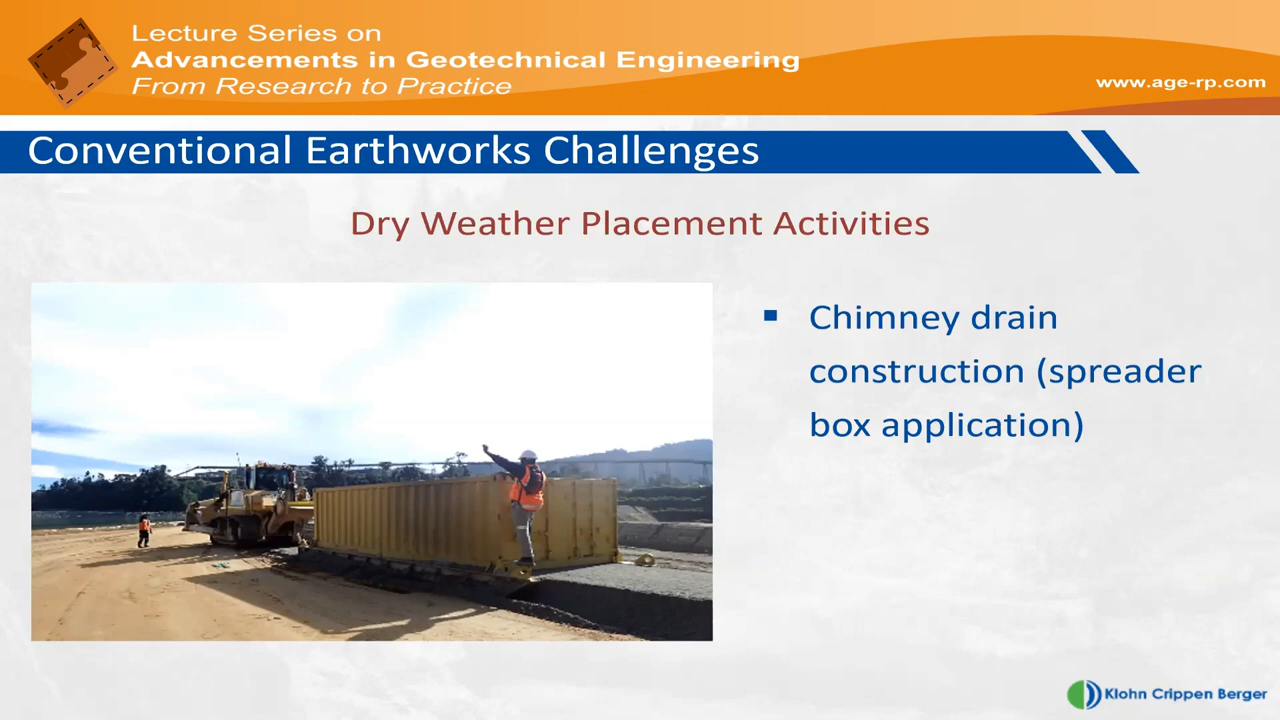 Lecture Series on
Advancements in Geotechnical Engineering
From Research to Practice
www.age-rp.com
Conventional Earthworks Challenges
Dry Weather Placement Activities
▪ Chimney drain
construction (spreader
box application)
Klohn Crippen Berger